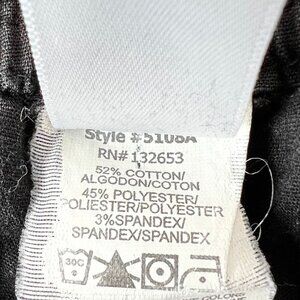 Style #5108A
RN#132653
52% COTTON/
ALGODON/COTON
45% POLYESTER/
POLIESTER/POLYESTER
3%SPANDEX/
SPANDEX/SPANDEX
30C